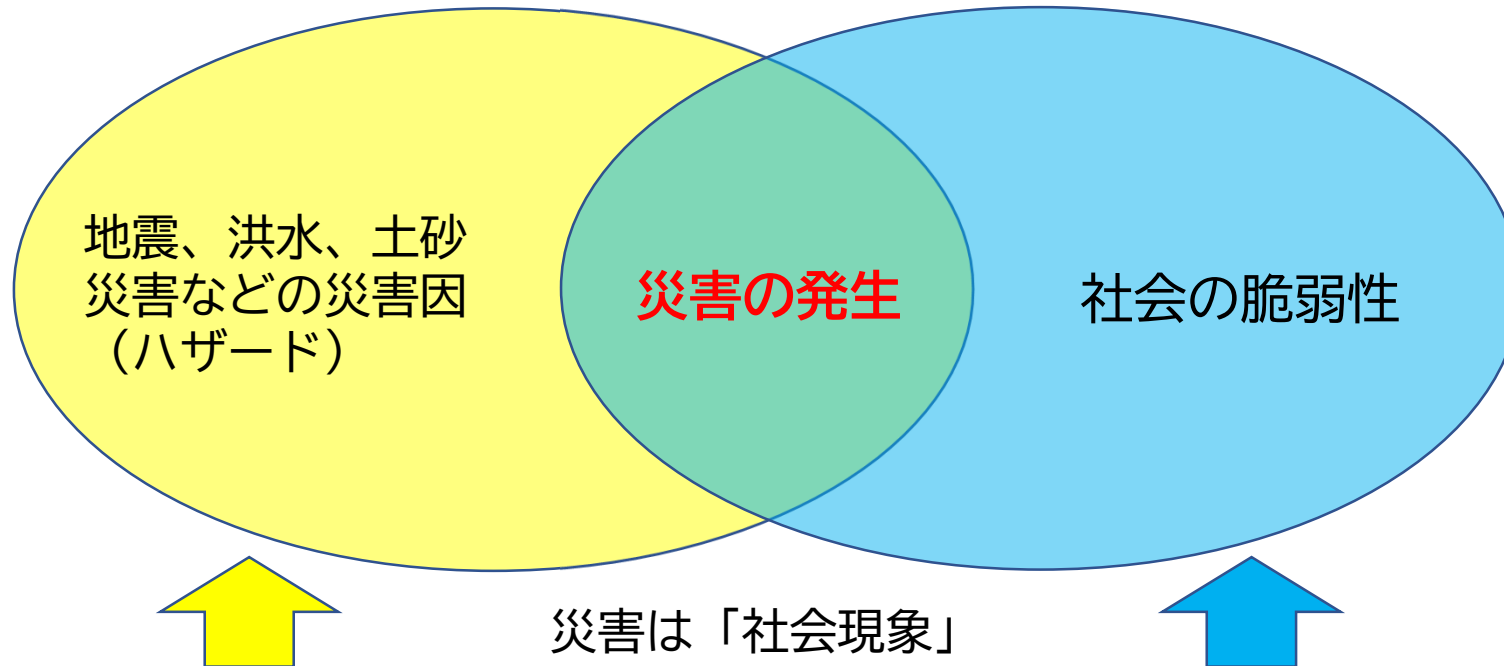 地震、洪水、土砂
災害などの災害因
（ハザード）
災害の発生
社会の脆弱性
災害は「社会現象」